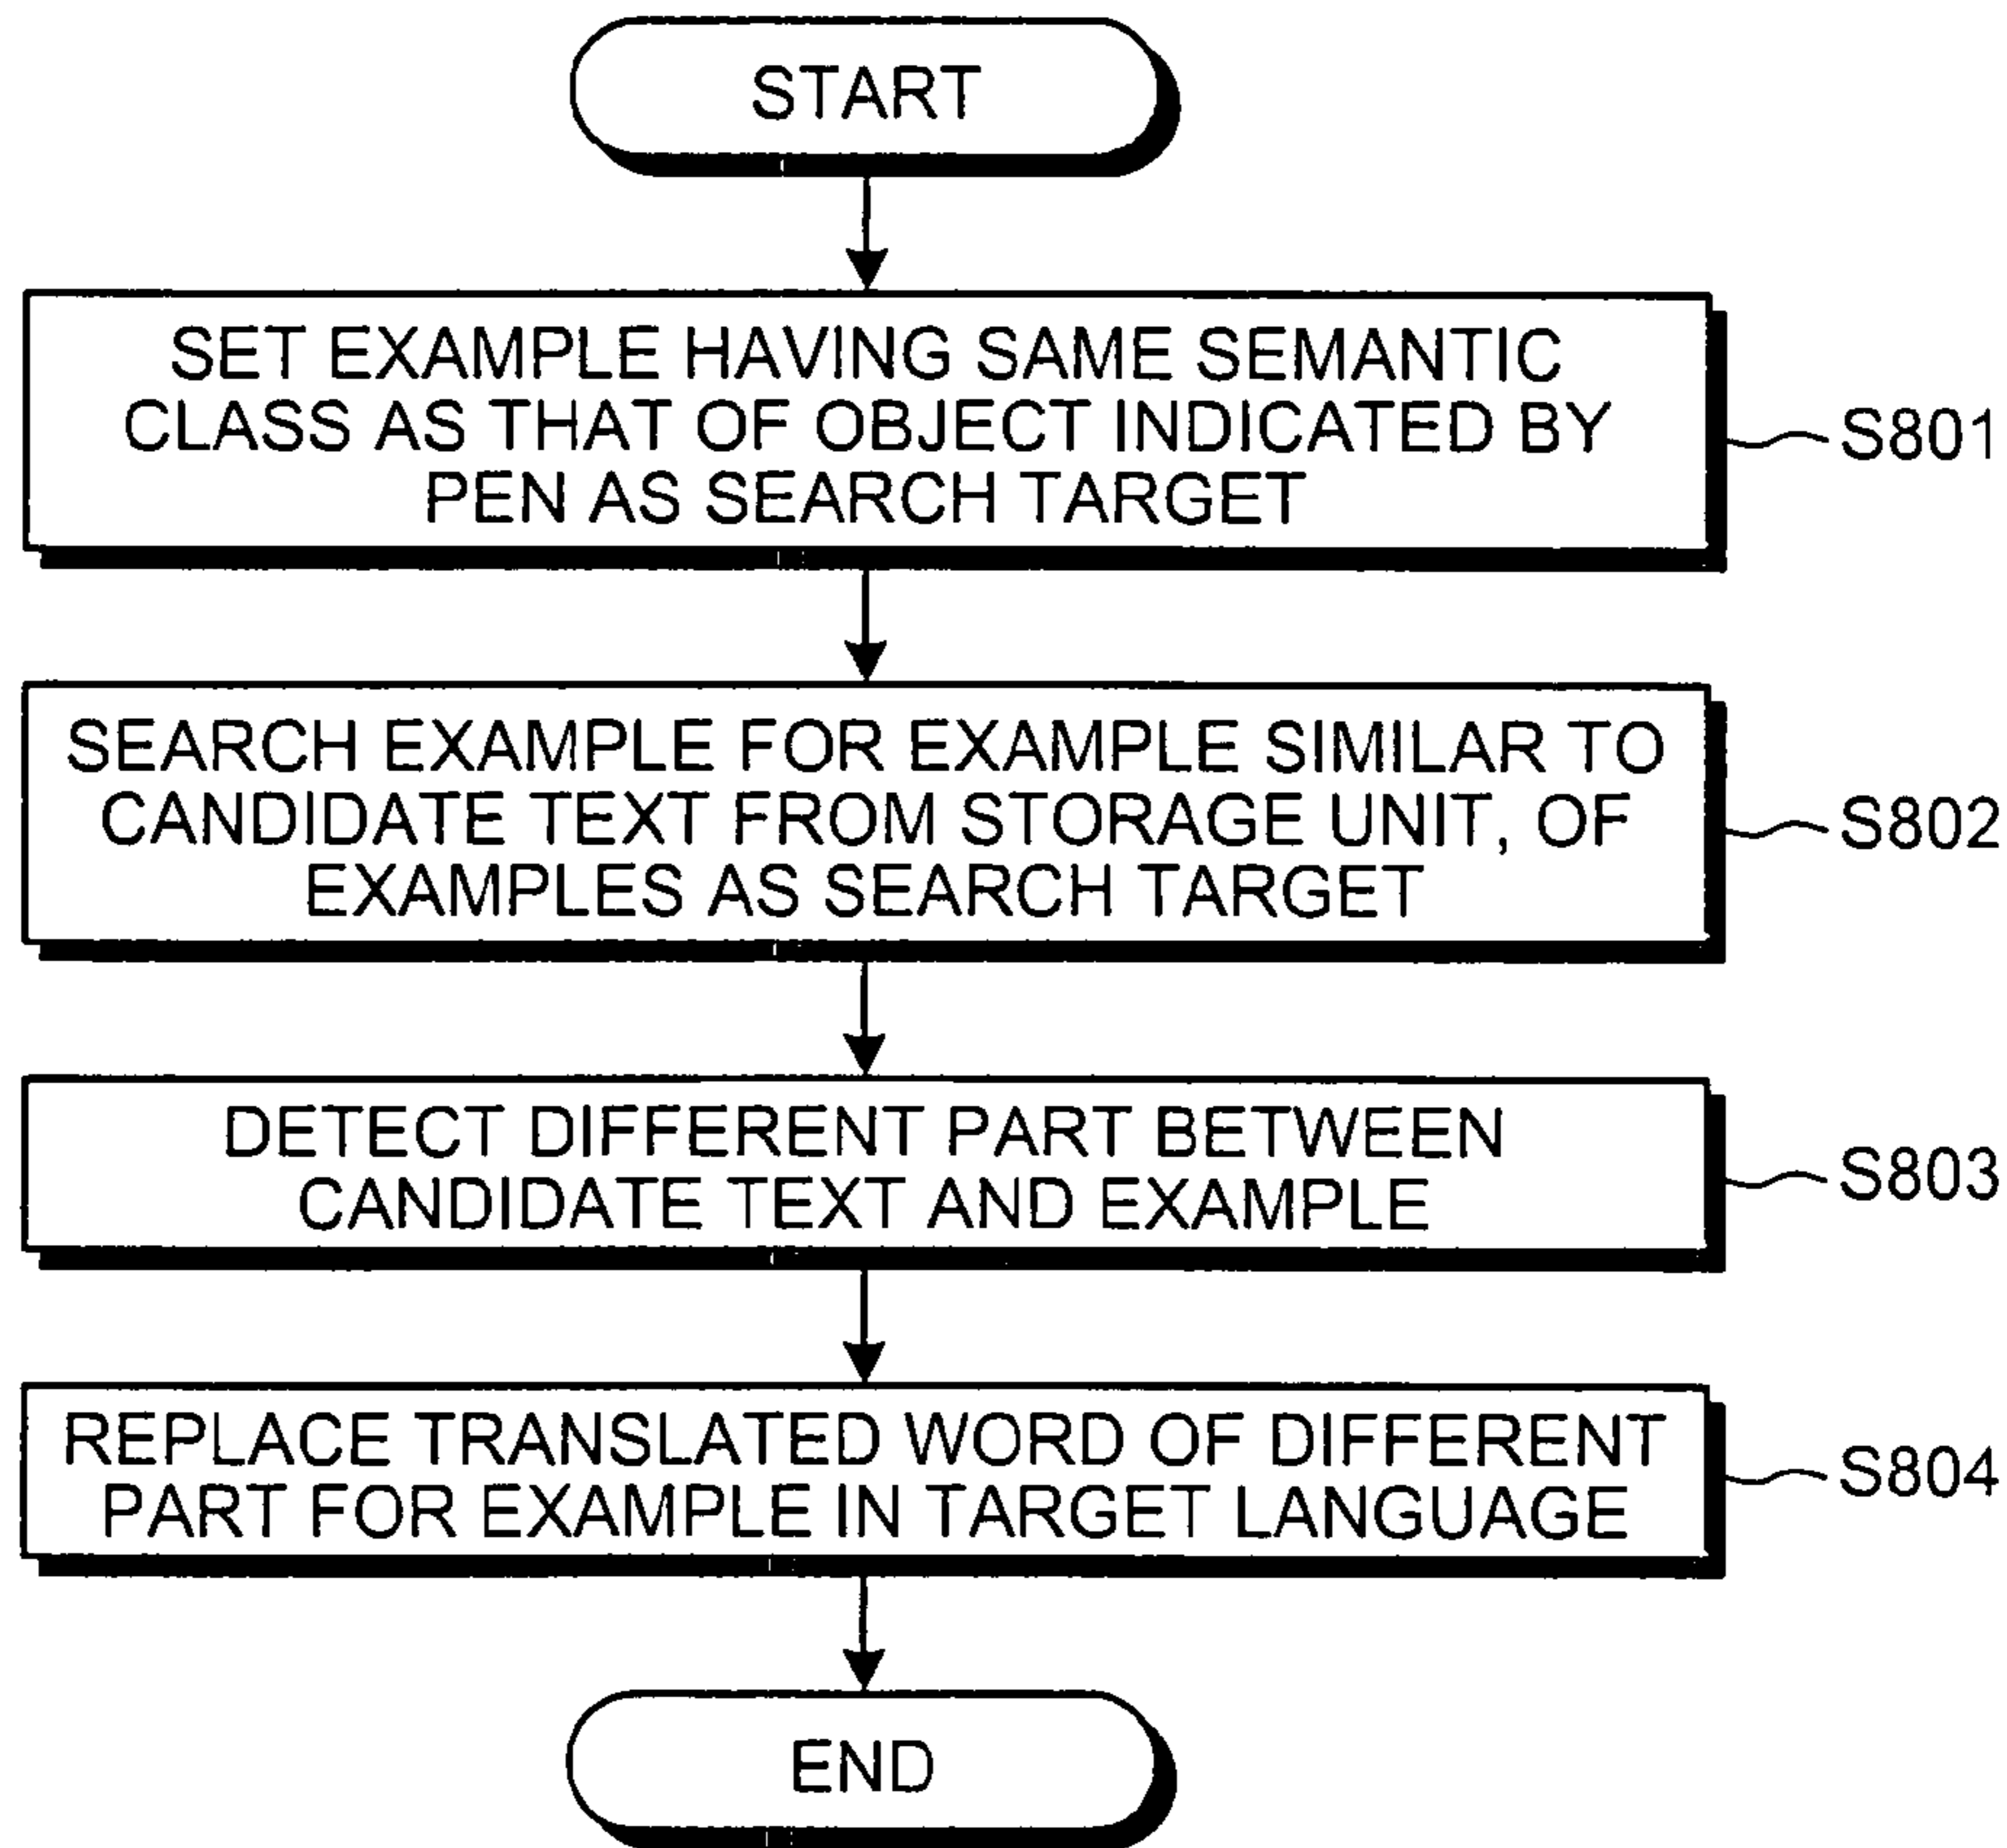 START
SET EXAMPLE HAVING SAME SEMANTIC
CLASS AS THAT OF OBJECT INDICATED BY
PEN AS SEARCH TARGET
S801
SEARCH EXAMPLE FOR EXAMPLE SIMILAR TO
CANDIDATE TEXT FROM STORAGE UNIT, OF
EXAMPLES AS SEARCH TARGET
S802
DETECT DIFFERENT PART BETWEEN
CANDIDATE TEXT AND EXAMPLE
S803
REPLACE TRANSLATED WORD OF DIFFERENT
PART FOR EXAMPLE IN TARGET LANGUAGE
S804
END